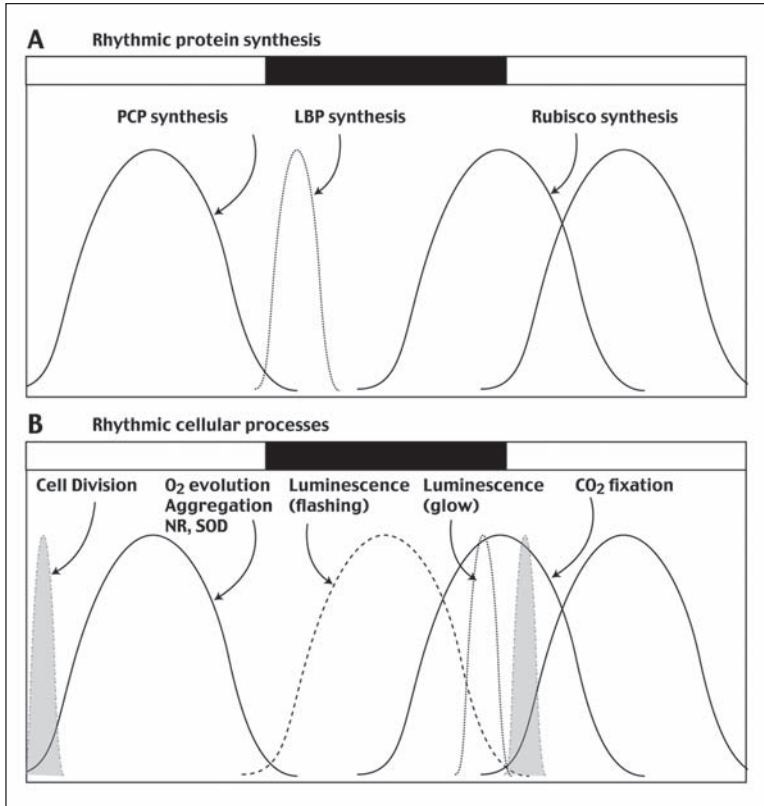 A Rhythmic protein synthesis
PCP synthesis LBP synthesis Rubisco synthesis
B Rhythmic cellular processes
Cell Division O₂ evolution Luminescence Luminescence CO₂ fixation
Aggregation (flashing) (glow)
NR, SOD